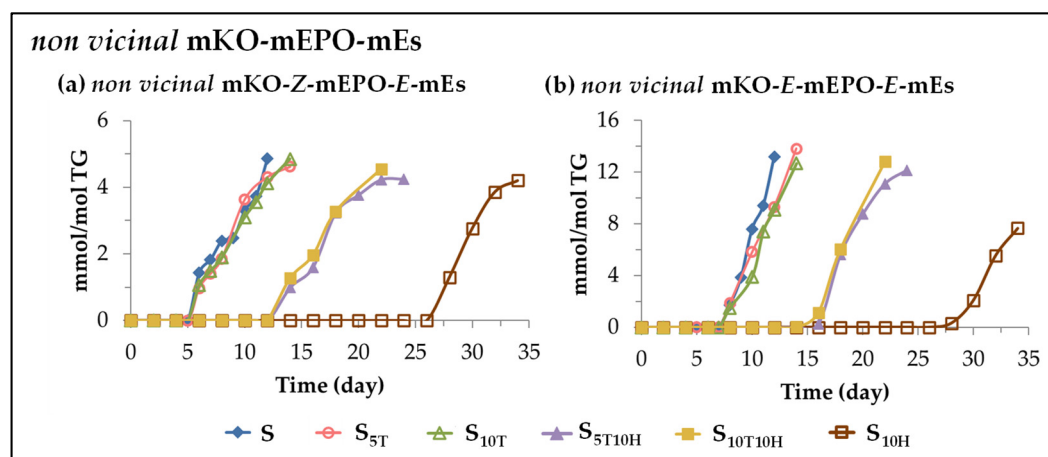 non vicinal mKO-mEPO-mEs
(a) non vicinal mKO-Z-mEPO-E-mEs
(b) non vicinal mKO-E-mEPO-E-mEs
mmol/mol TG
6
4
2
0
0 5 10 15 20 25 30 35
Time (day)
mmol/mol TG
16
12
8
4
0
0 5 10 15 20 25 30 35
Time (day)
S S5T S10T S5T10H S10T10H S10H